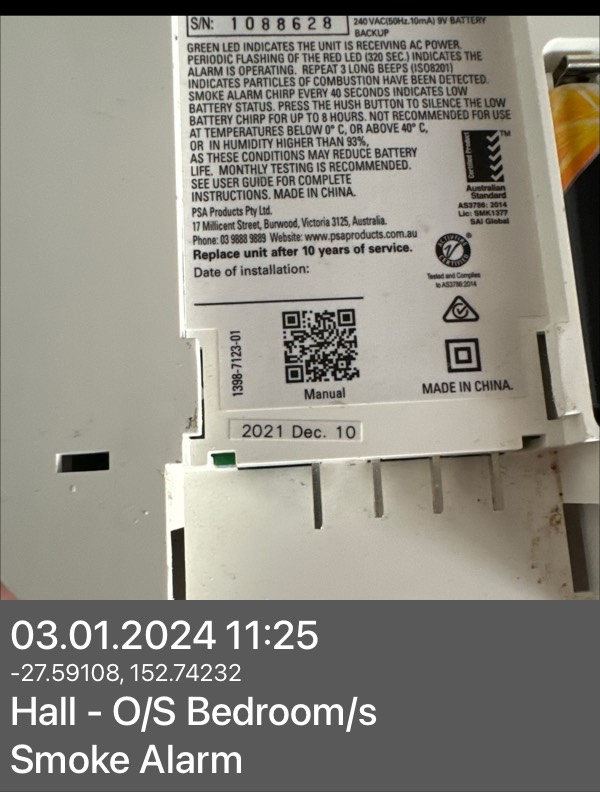 S/N: 1088628
240 VAC(50Hz.10mA) 9V BATTERY
BACKUP
GREEN LED INDICATES THE UNIT IS RECEIVING AC POWER.
PERIODIC FLASHING OF THE RED LED (320 SEC.) INDICATES THE
ALARM IS OPERATING. REPEAT 3 LONG BEEPS (ISO8201)
INDICATES PARTICLES OF COMBUSTION HAVE BEEN DETECTED.
SMOKE ALARM CHIRP EVERY 40 SECONDS INDICATES LOW
BATTERY STATUS. PRESS THE HUSH BUTTON TO SILENCE THE LOW
BATTERY CHIRP FOR UP TO 8 HOURS. NOT RECOMMENDED FOR USE
AT TEMPERATURES BELOW 0° C, OR ABOVE 40° C,
OR IN HUMIDITY HIGHER THAN 93%,
AS THESE CONDITIONS MAY REDUCE BATTERY
LIFE. MONTHLY TESTING IS RECOMMENDED.
SEE USER GUIDE FOR COMPLETE
INSTRUCTIONS. MADE IN CHINA.
Certified Product
TM
Australian
Standard
AS3786: 2014
Lic: SMK1377
SAI Global
PSA Products Pty Ltd.
17 Millicent Street, Burwood, Victoria 3125, Australia.
Phone: 03 9888 9889 Website: www.psaproducts.com.au
Replace unit after 10 years of service.
Date of installation:
Tested and Complies
to AS3786:2014
1398-7123-01
Manual
MADE IN CHINA.
2021 Dec. 10
03.01.2024 11:25
-27.59108, 152.74232
Hall - O/S Bedroom/s
Smoke Alarm